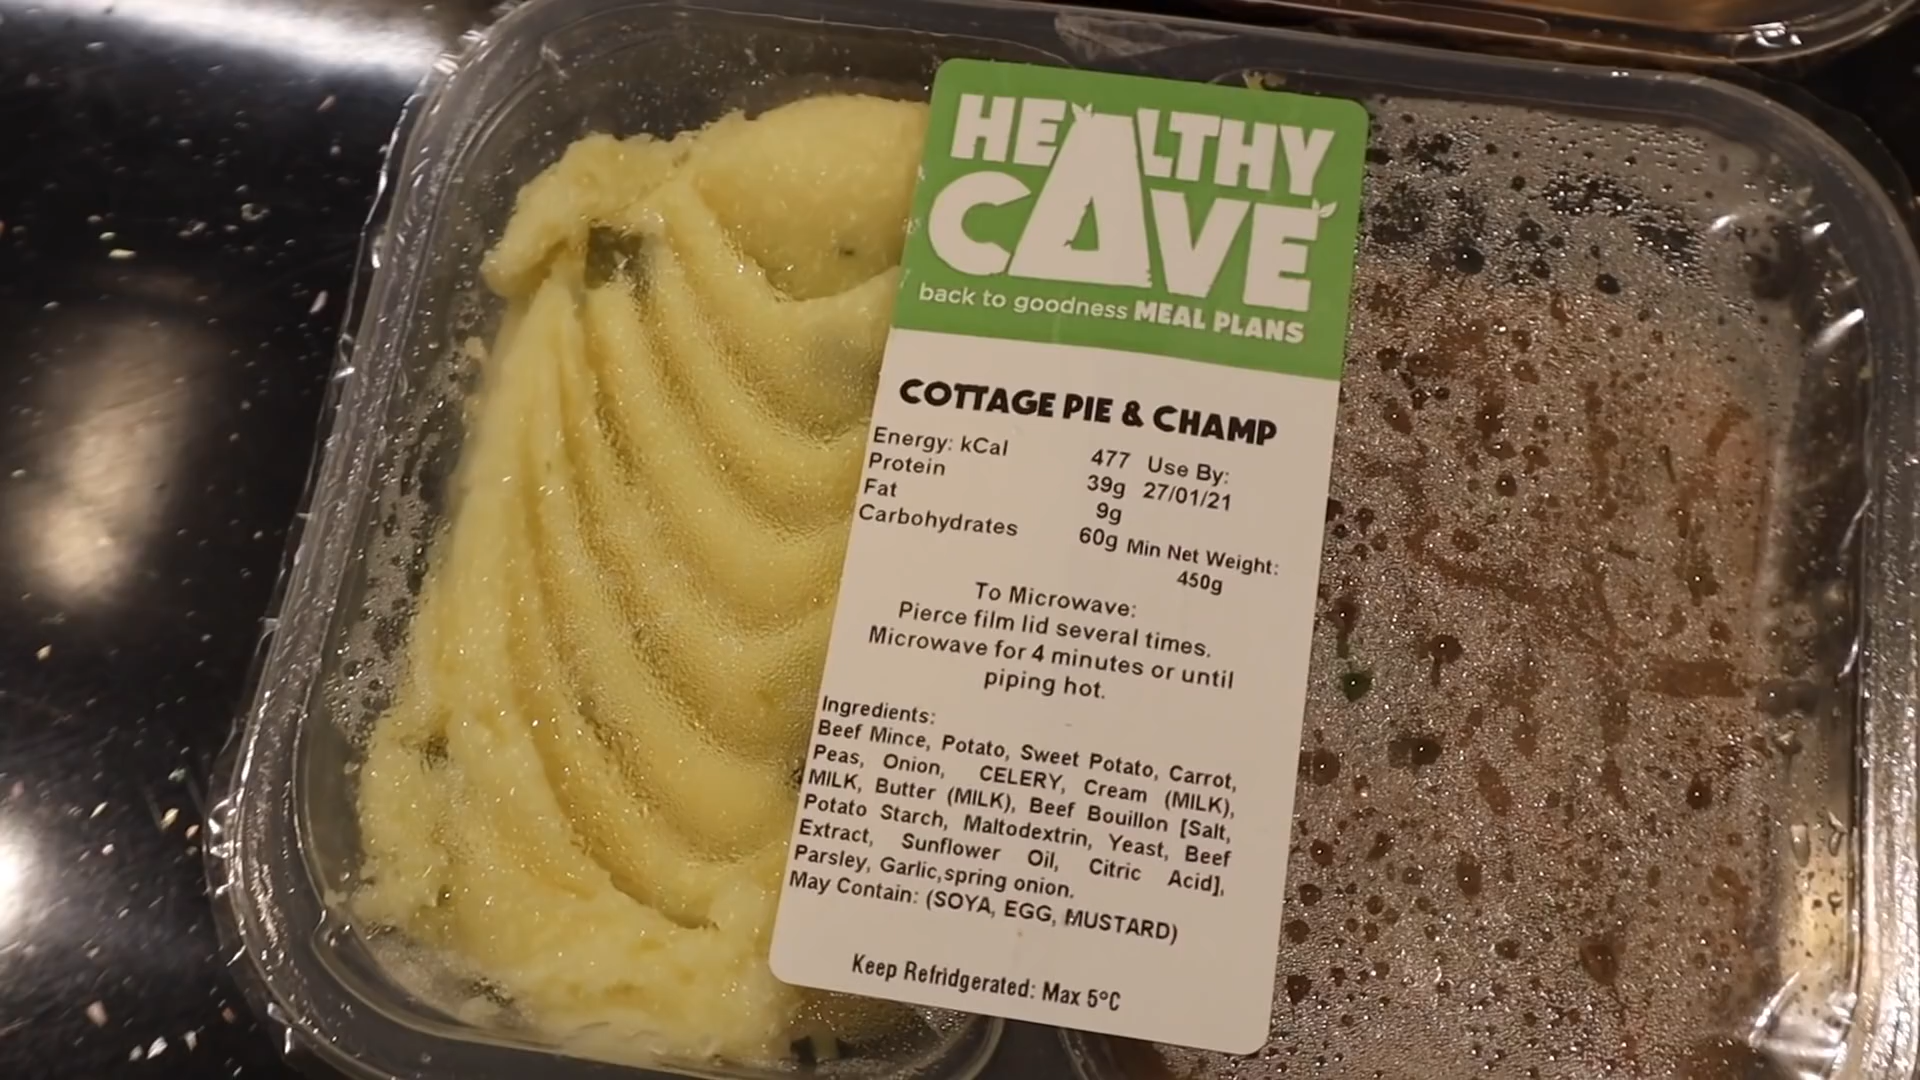 HEALTHY
CAVE
back to goodness MEAL PLANS
COTTAGE PIE & CHAMP
Energy: kCal 477 Use By:
Protein 39g 27/01/21
Fat 9g
Carbohydrates 60g Min Net Weight:
450g
To Microwave:
Pierce film lid several times.
Microwave for 4 minutes or until
piping hot.
Ingredients:
Beef Mince, Potato, Sweet Potato, Carrot,
Peas, Onion, CELERY, Cream (MILK),
MILK, Butter (MILK), Beef Bouillon [Salt,
Potato Starch, Maltodextrin, Yeast, Beef
Extract, Sunflower Oil, Citric Acid],
Parsley, Garlic,spring onion.
May Contain: (SOYA, EGG, MUSTARD)
Keep Refridgerated: Max 5°C